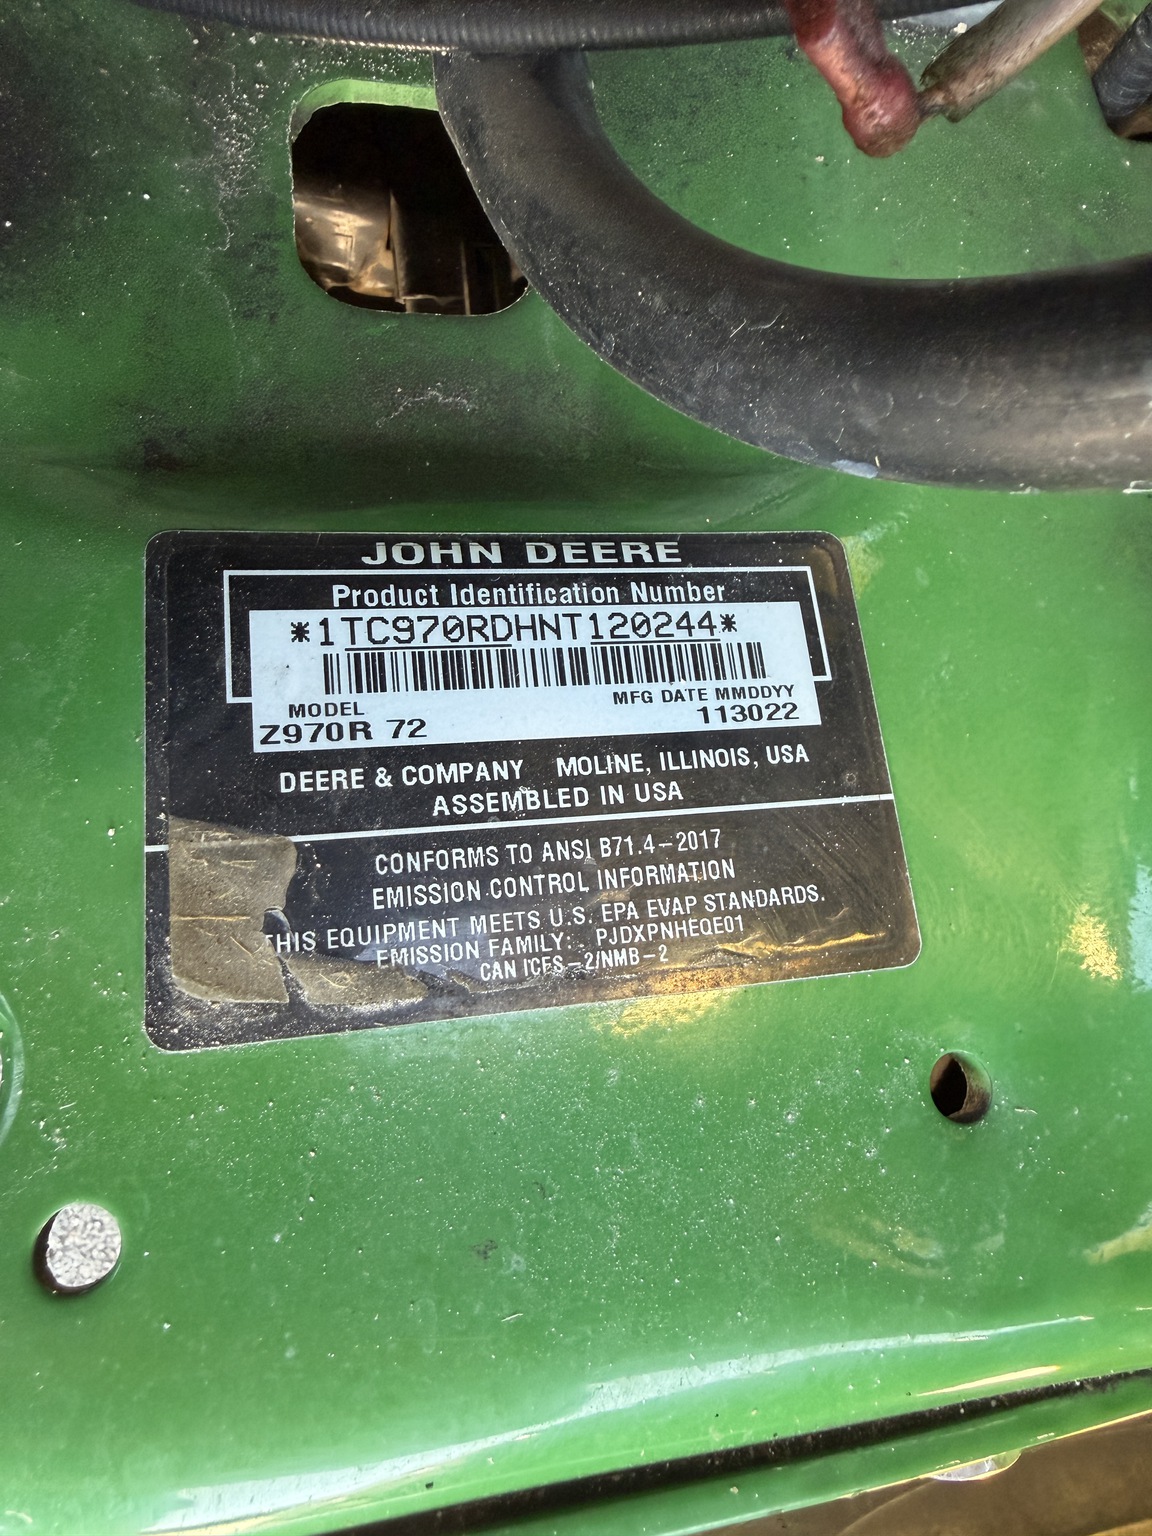 JOHN DEERE
Product Identification Number
*1TC970RDHNT120244*
MODEL
Z970R 72
MFG DATE MMDDYY
113022
DEERE & COMPANY MOLINE, ILLINOIS, USA
ASSEMBLED IN USA
CONFORMS TO ANSI B71.4-2017
EMISSION CONTROL INFORMATION
THIS EQUIPMENT MEETS U.S. EPA EVAP STANDARDS.
EMISSION FAMILY: PJDXPNHEQE01
CAN ICES-2/NMB-2